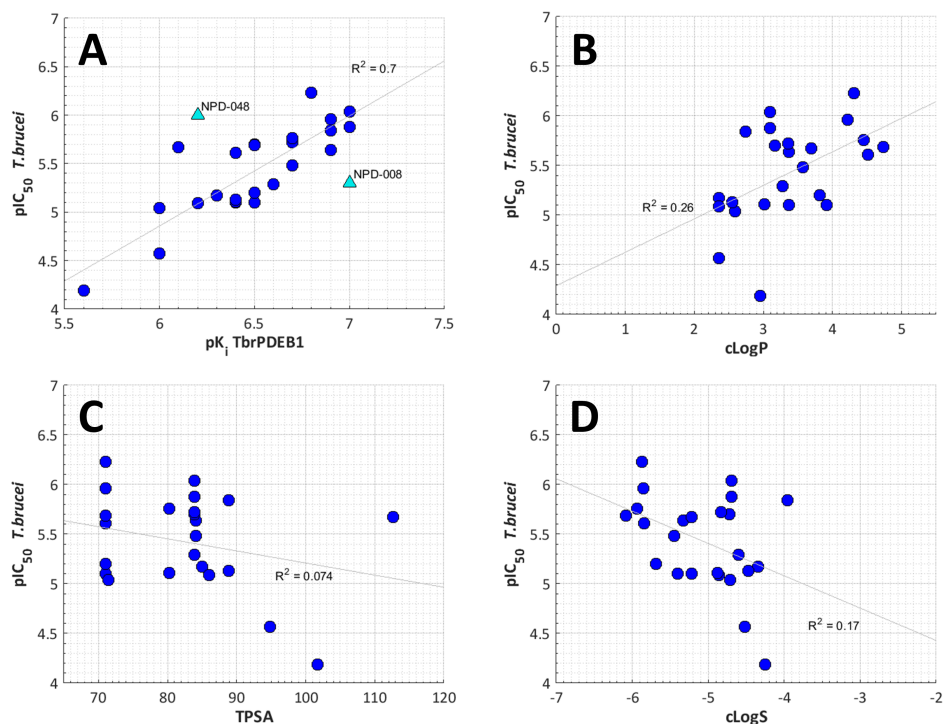 A
7
6.5
6
5.5
5
4.5
4
pIC50 T.brucei
R2 = 0.7
NPD-048
NPD-008
5.5 6 6.5 7 7.5
pKi TbrPDEB1
B
7
6.5
6
5.5
5
4.5
4
pIC50 T.brucei
R2 = 0.26
0 1 2 3 4 5
cLogP
C
7
6.5
6
5.5
5
4.5
4
pIC50 T.brucei
R2 = 0.074
70 80 90 100 110 120
TPSA
D
7
6.5
6
5.5
5
4.5
4
pIC50 T.brucei
R2 = 0.17
-7 -6 -5 -4 -3 -2
cLogS